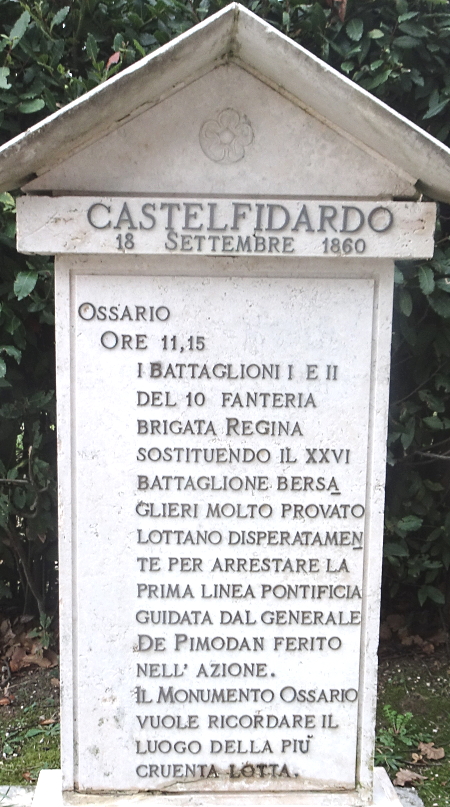 CASTELFIDARDO
18 SETTEMBRE 1860
OSSARIO
ORE 11,15
I BATTAGLIONI I E II
DEL 10 FANTERIA
BRIGATA REGINA
SOSTITUENDO IL XXVI
BATTAGLIONE BERSA
GLIERI MOLTO PROVATO
LOTTANO DISPERATAMEN
TE PER ARRESTARE LA
PRIMA LINEA PONTIFICIA
GUIDATA DAL GENERALE
DE PIMODAN FERITO
NELL'AZIONE.
IL MONUMENTO OSSARIO
VUOLE RICORDARE IL
LUOGO DELLA PIÚ
CRUENTA LOTTA.